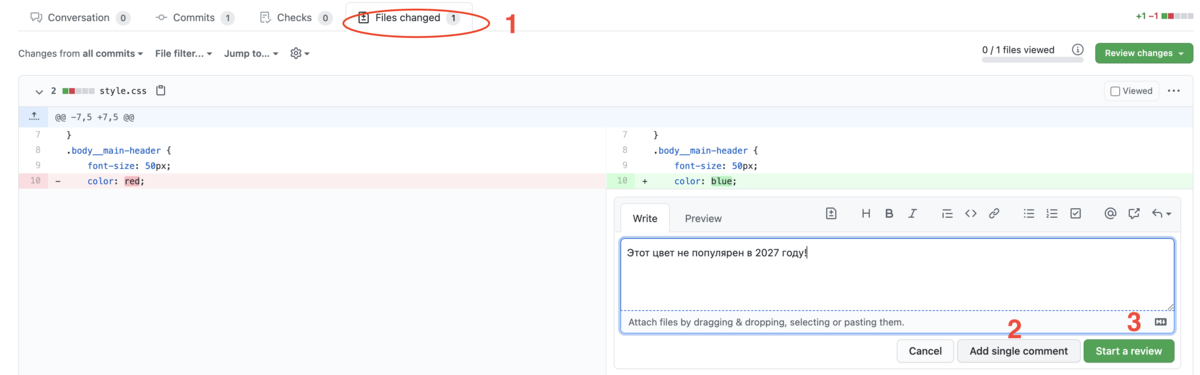 Conversation 0 Commits 1 Checks 0 Files changed 1 1 +1 −1
Changes from all commits File filter... Jump to... 0 / 1 files viewed Review changes
2 style.css Viewed
@@ -7,5 +7,5 @@
7 } 7 }
8 .body__main-header { 8 .body__main-header {
9 font-size: 50px; 9 font-size: 50px;
10 - color: red; 10 + color: blue;
Write Preview H B I
Этот цвет не популярен в 2027 году!
Attach files by dragging & dropping, selecting or pasting them.
2 3
Cancel Add single comment Start a review